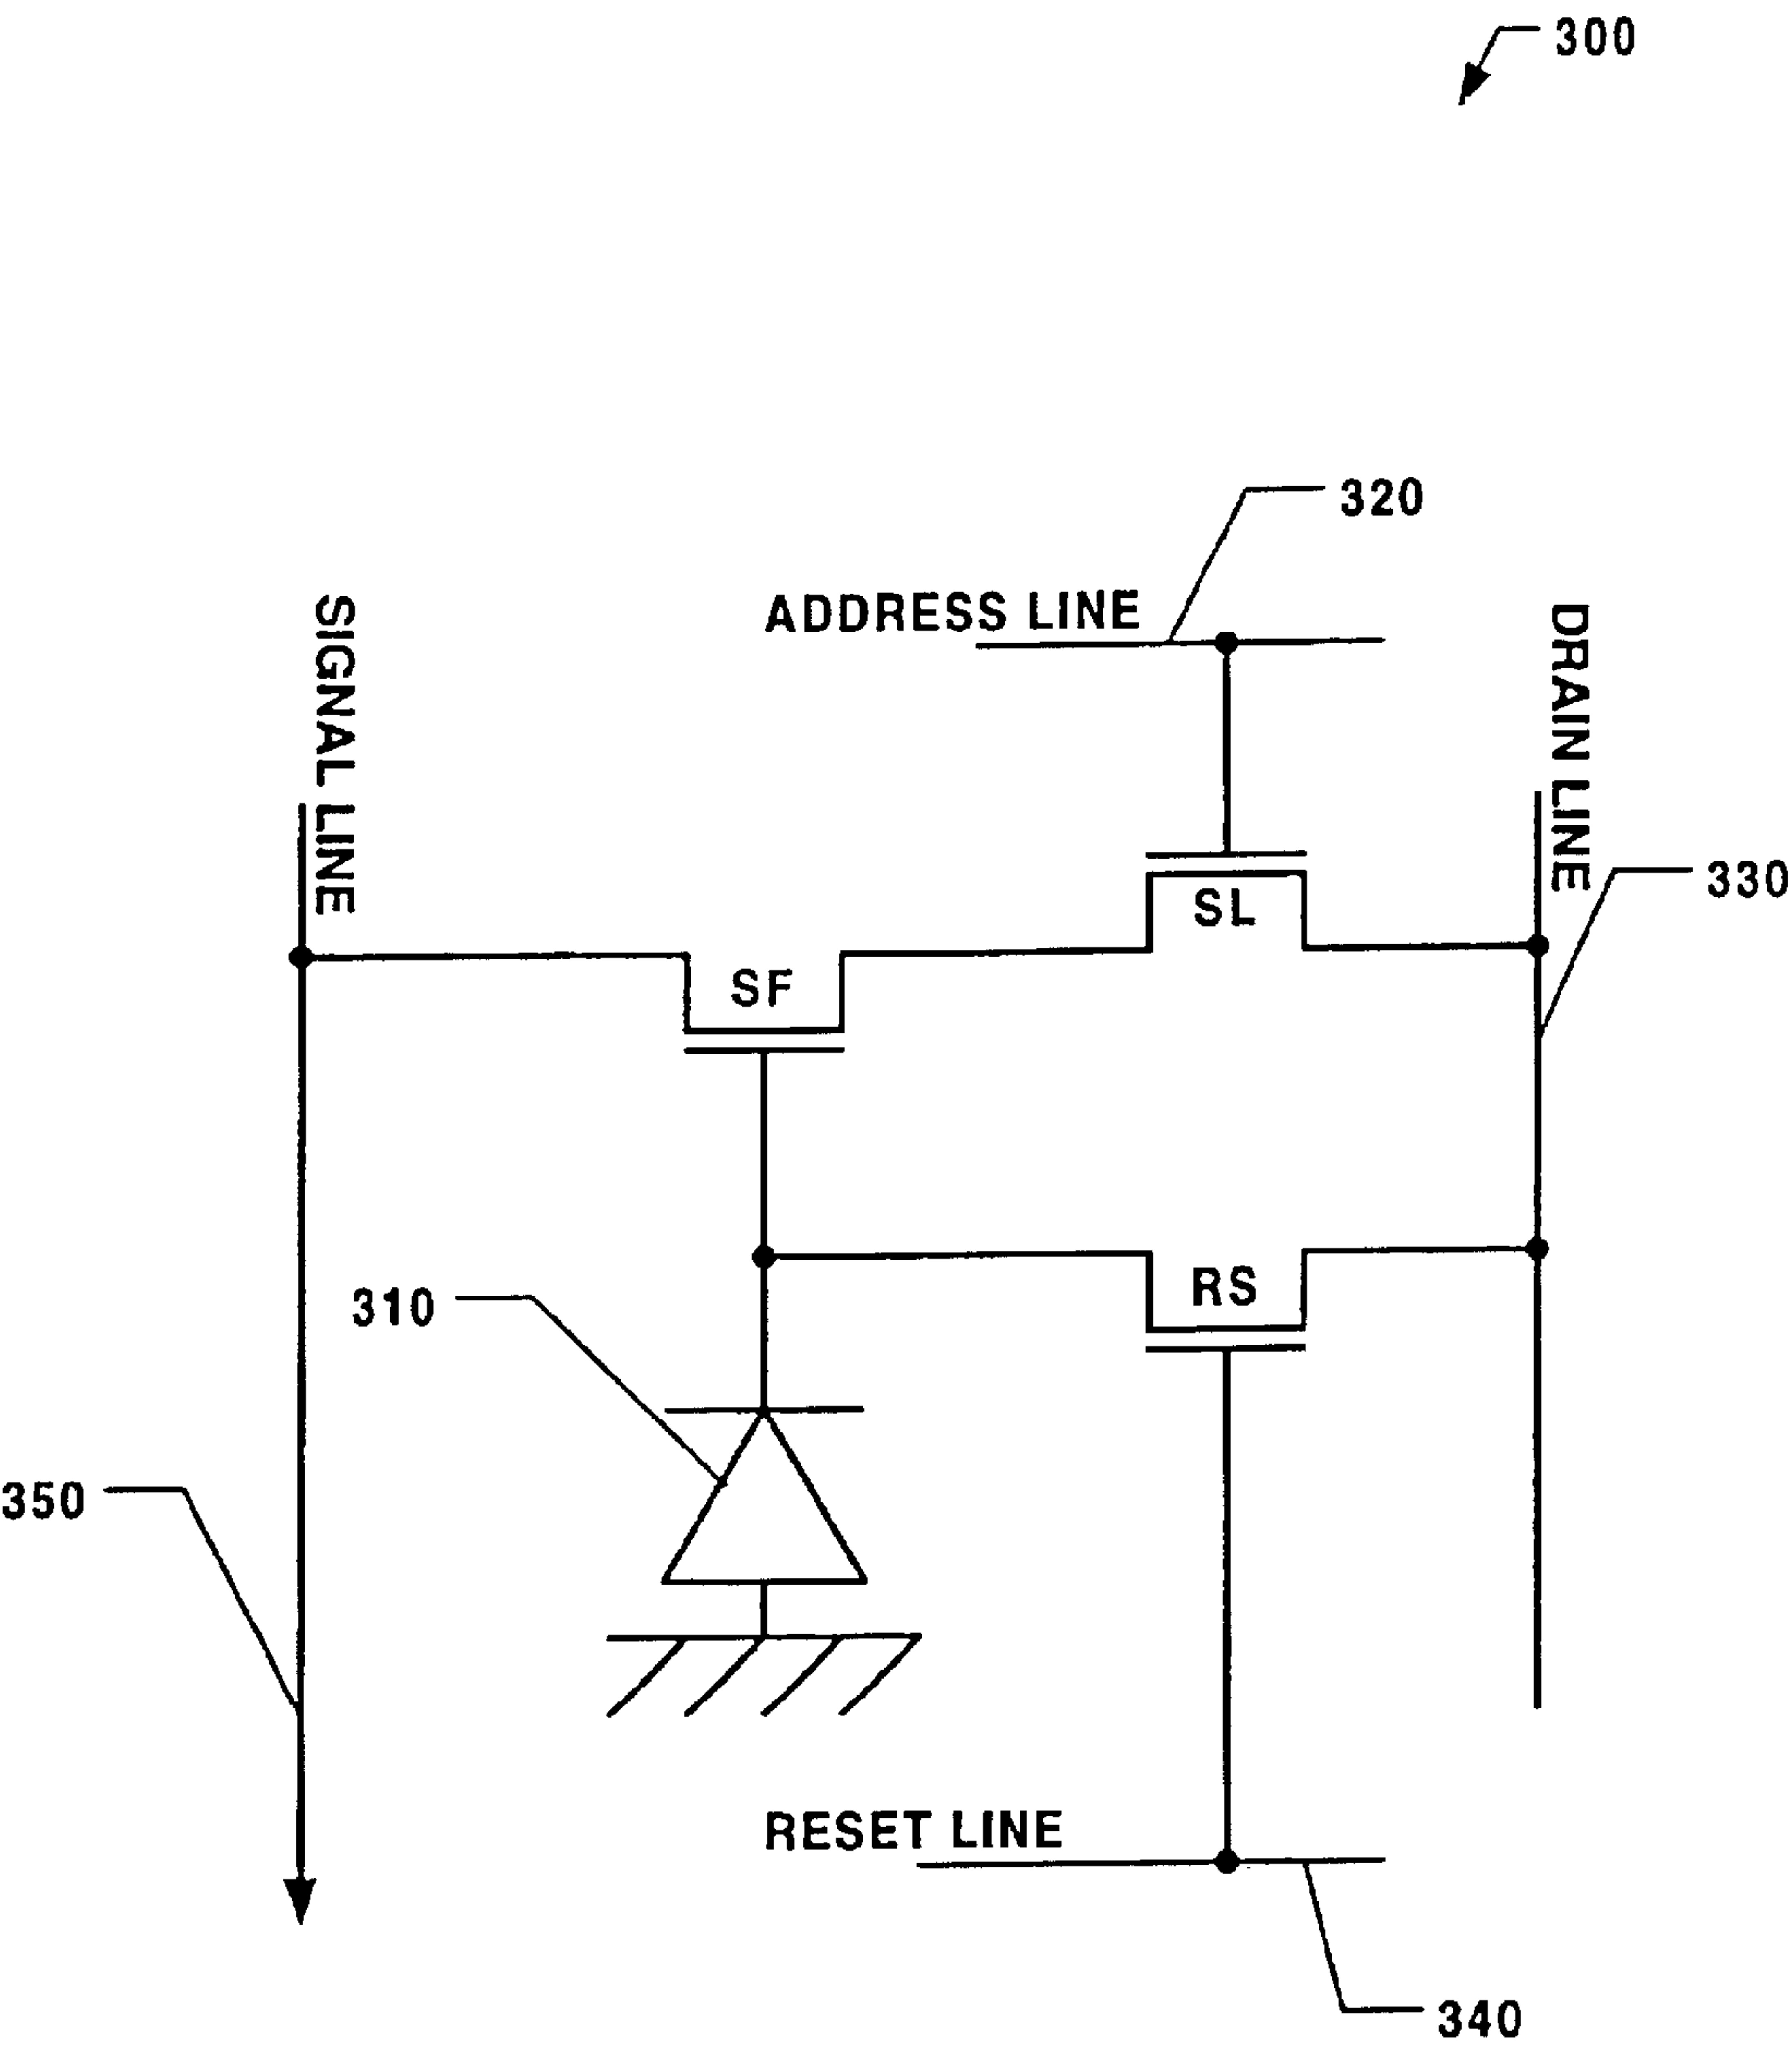 300
320
ADDRESS LINE
SIGNAL LINE
DRAIN LINE
330
SL
SF
RS
310
350
RESET LINE
340